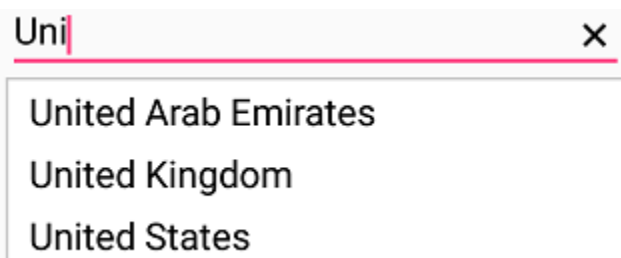 Uni
United Arab Emirates
United Kingdom
United States